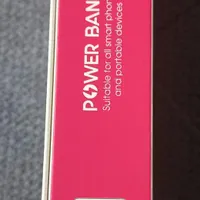 POWER BAN
Suitable for all smart phon
and portable devices